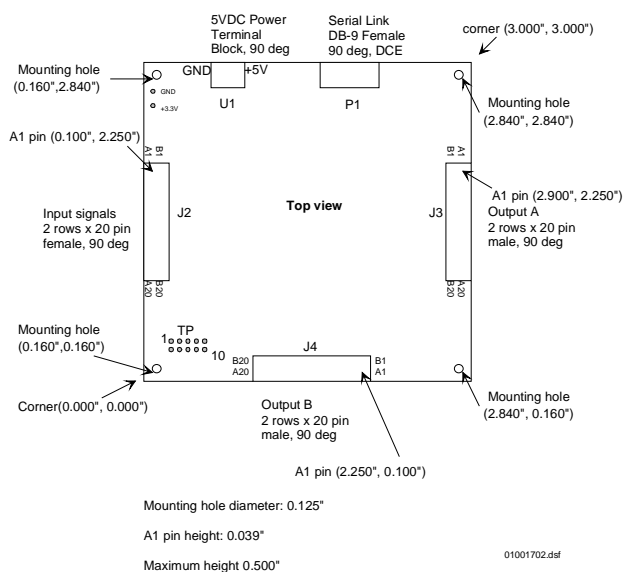 5VDC Power
Terminal
Block, 90 deg
Serial Link
DB-9 Female
90 deg, DCE
corner (3.000", 3.000")
Mounting hole
(0.160",2.840")
GND
+5V
U1
P1
GND
+3.3V
Mounting hole
(2.840", 2.840")
A1 pin (0.100", 2.250")
A1
B1
B1
A1
A1 pin (2.900", 2.250")
Input signals
2 rows x 20 pin
female, 90 deg
J2
Top view
J3
Output A
2 rows x 20 pin
male, 90 deg
A20
B20
B20
A20
Mounting hole
(0.160",0.160")
TP
1
10
J4
B20
A20
B1
A1
Corner(0.000", 0.000")
Output B
2 rows x 20 pin
male, 90 deg
Mounting hole
(2.840", 0.160")
A1 pin (2.250", 0.100")
Mounting hole diameter: 0.125"
A1 pin height: 0.039"
Maximum height 0.500"
01001702.dsf